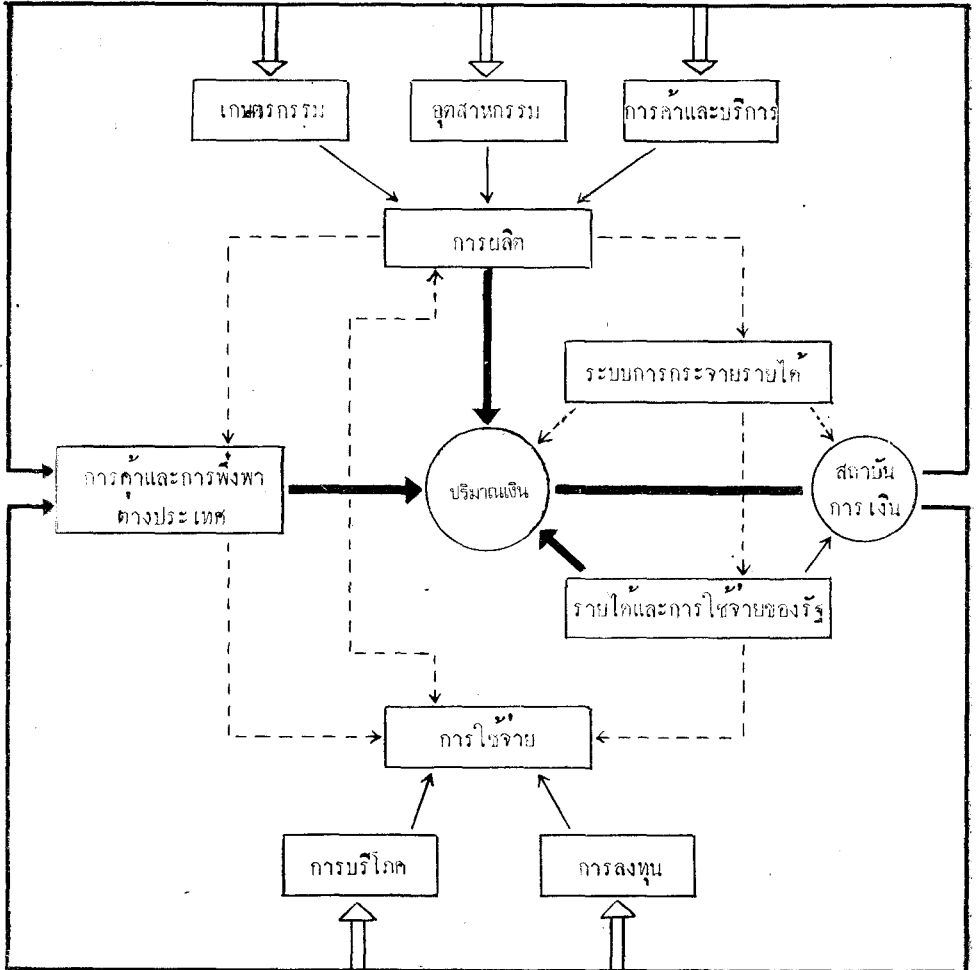 เกษตรกรรม
อุตสาหกรรม
การค้าและบริการ
การผลิต
ระบบการกระจายรายได้
การค้าและการพึ่งพา
ต่างประเทศ
ปริมาณเงิน
สถาบัน
การเงิน
รายได้และการใช้จ่ายของรัฐ
การใช้จ่าย
การบริโภค
การลงทุน